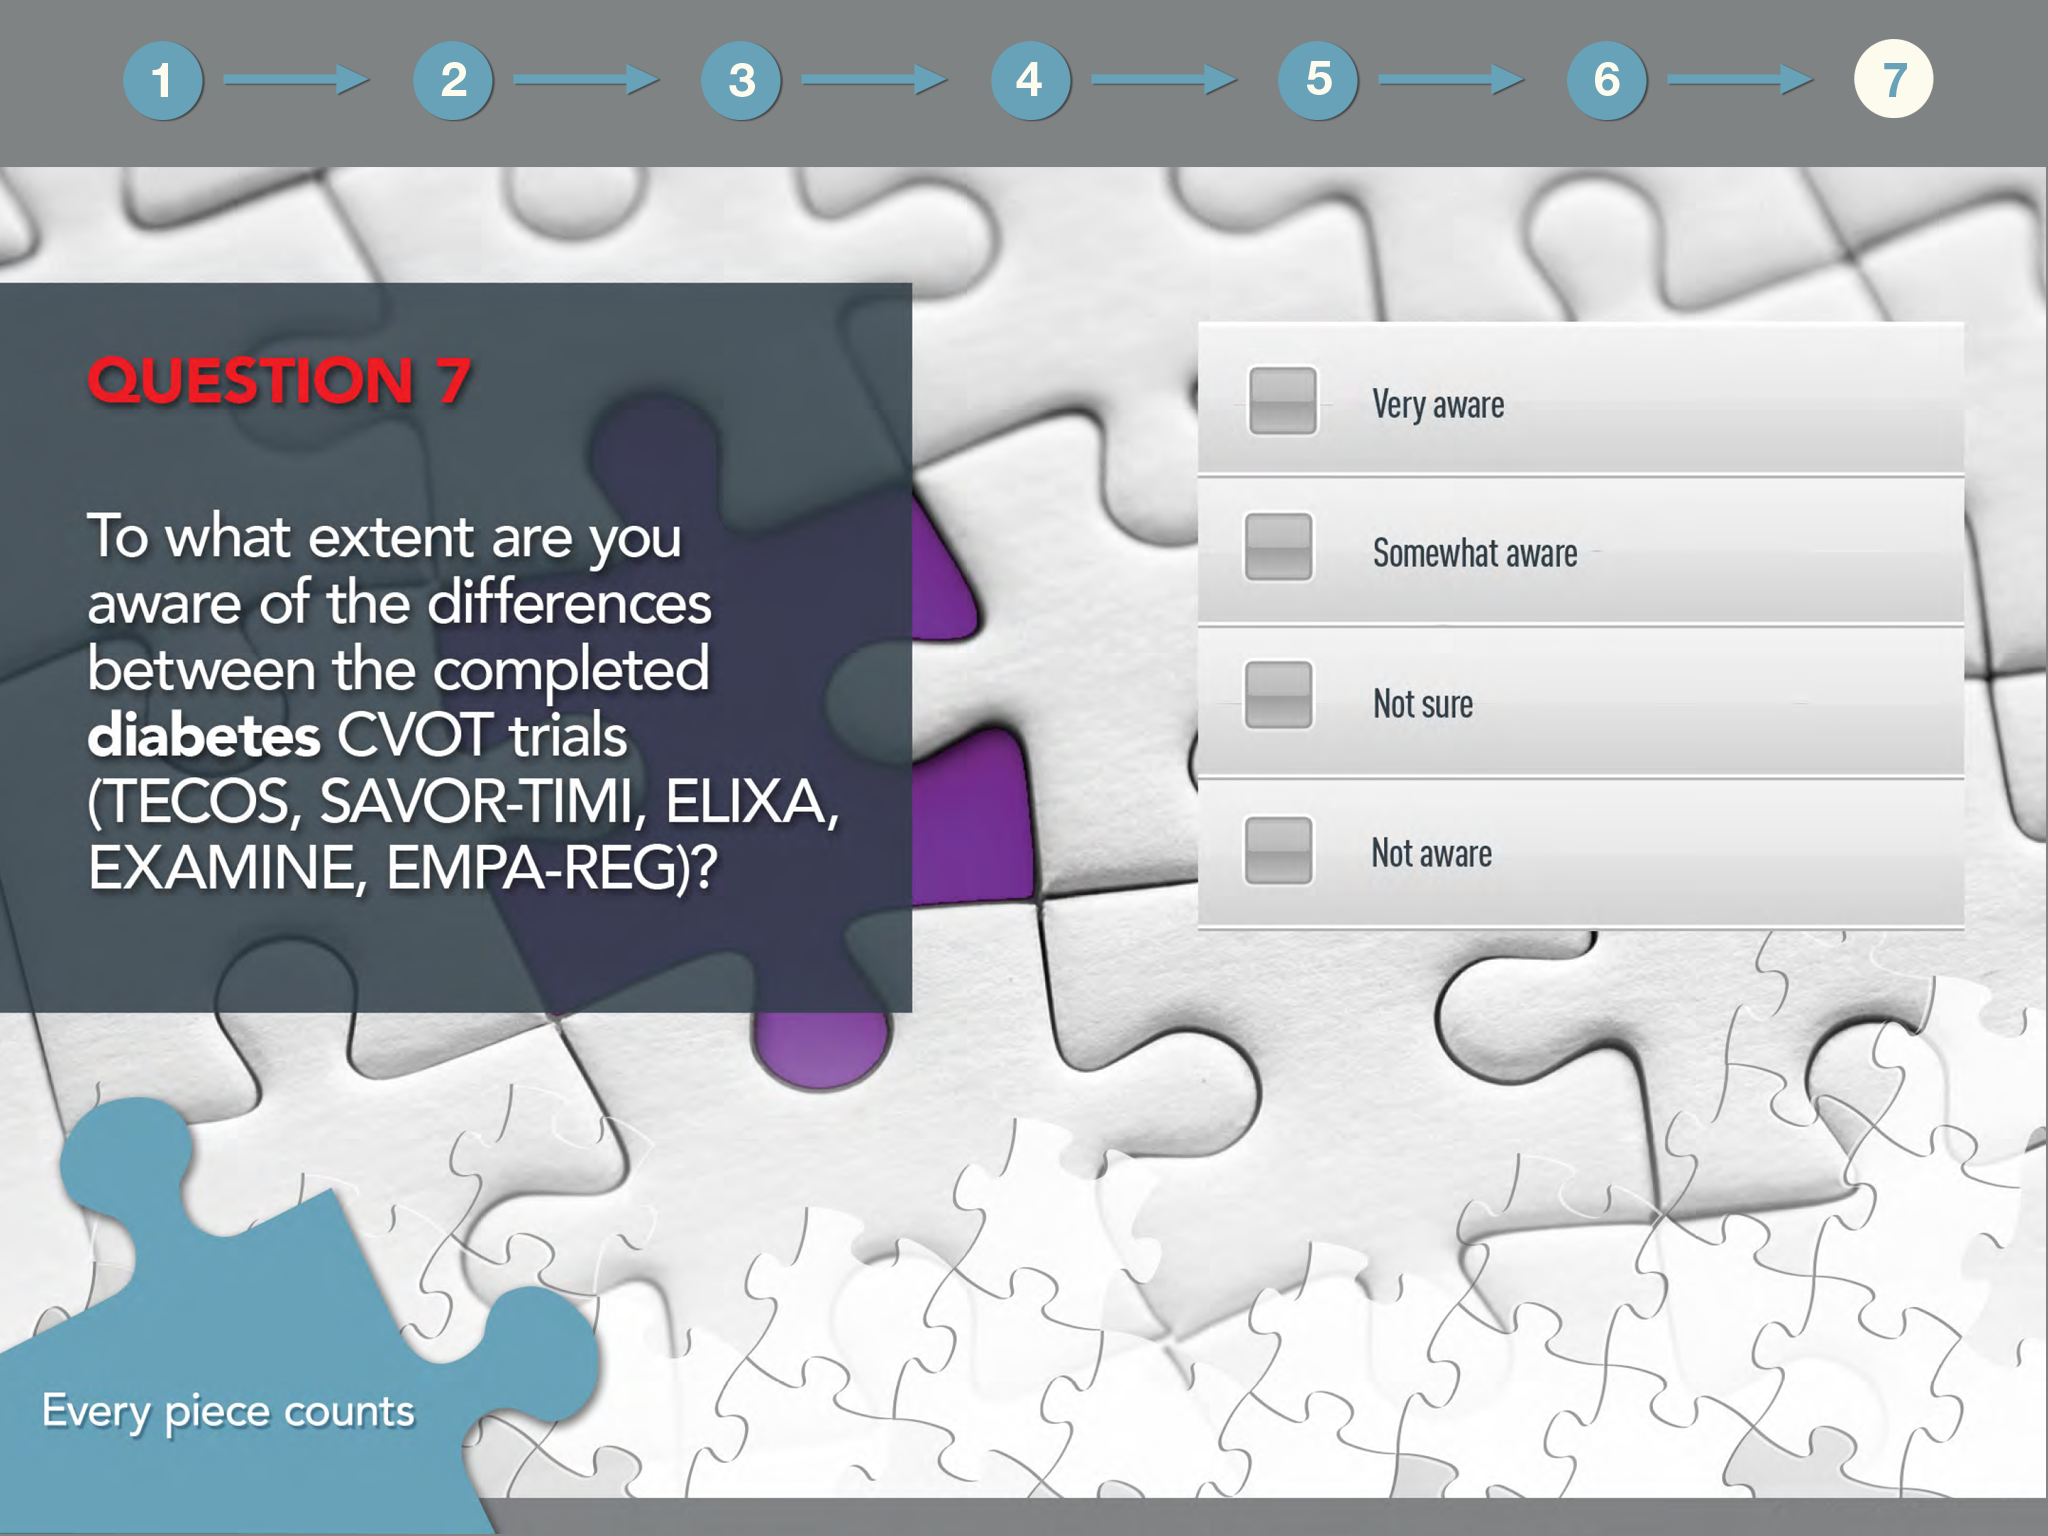 1 2 3 4 5 6 7
QUESTION 7
To what extent are you
aware of the differences
between the completed
diabetes CVOT trials
(TECOS, SAVOR-TIMI, ELIXA,
EXAMINE, EMPA-REG)?
Very aware
Somewhat aware
Not sure
Not aware
Every piece counts